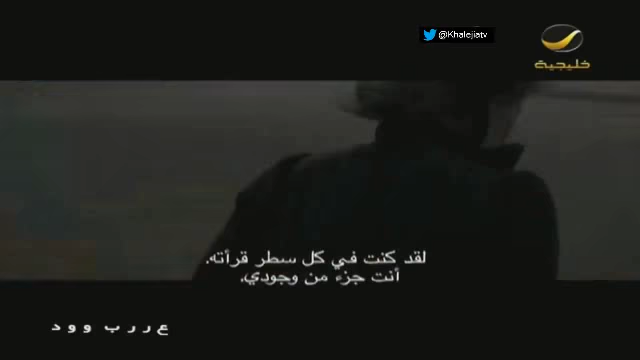 @Khalejiatv
خليجية
لقد كنت في كل سطر قرأته.
أنت جزء من وجودي.
عررب وود